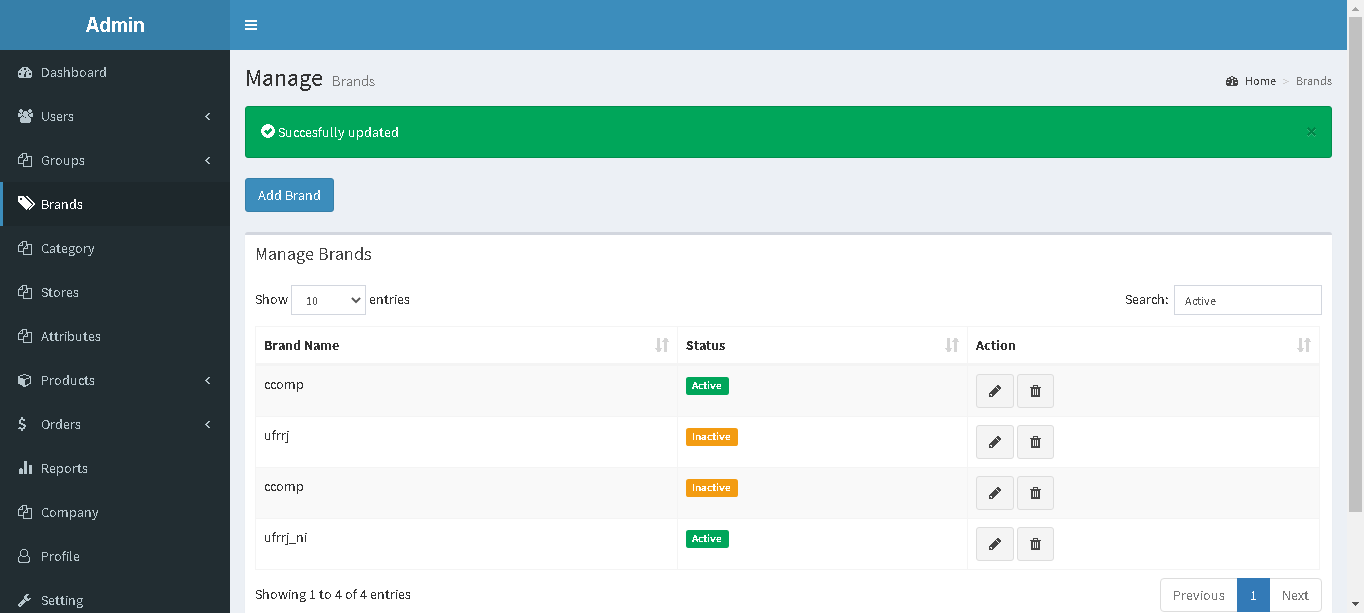 Admin
Dashboard
Users
Groups
Brands
Category
Stores
Attributes
Products
Orders
Reports
Company
Profile
Setting
Manage Brands
Home > Brands
Succesfully updated ×
Add Brand
Manage Brands
Show 10 entries
Search: Active
Brand Name Status Action
ccomp Active
ufrrj Inactive
ccomp Inactive
ufrrj_ni Active
Showing 1 to 4 of 4 entries
Previous 1 Next